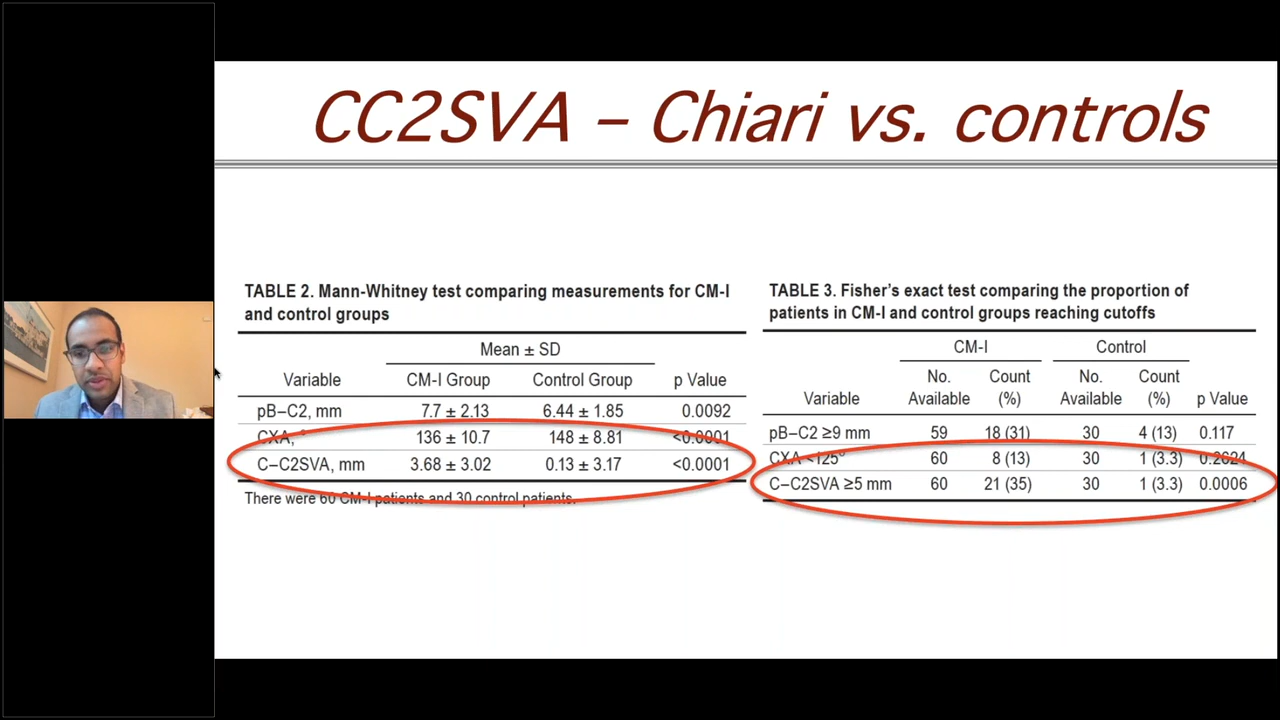 CC2SVA – Chiari vs. controls
TABLE 2. Mann-Whitney test comparing measurements for CM-I
and control groups
Mean ± SD
Variable CM-I Group Control Group p Value
pB–C2, mm 7.7 ± 2.13 6.44 ± 1.85 0.0092
CXA, ° 136 ± 10.7 148 ± 8.81 <0.0001
C–C2SVA, mm 3.68 ± 3.02 0.13 ± 3.17 <0.0001
There were 60 CM-I patients and 30 control patients.
TABLE 3. Fisher's exact test comparing the proportion of
patients in CM-I and control groups reaching cutoffs
CM-I Control
No. Count No. Count
Variable Available (%) Available (%) p Value
pB–C2 ≥9 mm 59 18 (31) 30 4 (13) 0.117
CXA <125° 60 8 (13) 30 1 (3.3) 0.2624
C–C2SVA ≥5 mm 60 21 (35) 30 1 (3.3) 0.0006